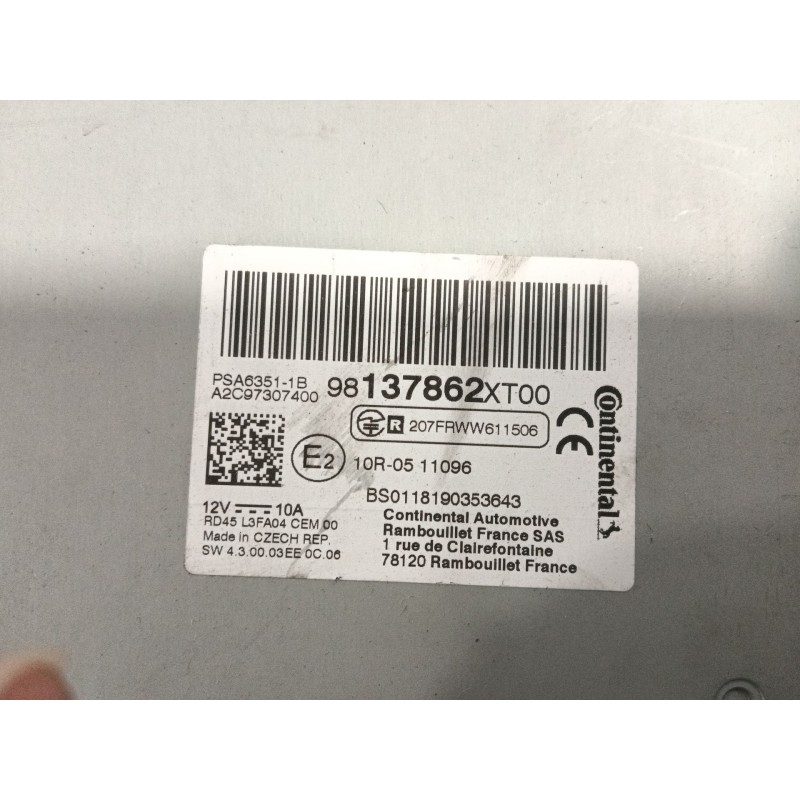 PSA6351-1B
A2C97307400
98137862XT00
R 207FRWW611506
CE
Continental
E2
10R-05 11096
BS0118190353643
12V 10A
RD45 L3FA04 CEM 00
Made in CZECH REP.
SW 4.3.00.03EE 0C.06
Continental Automotive
Rambouillet France SAS
1 rue de Clairefontaine
78120 Rambouillet France